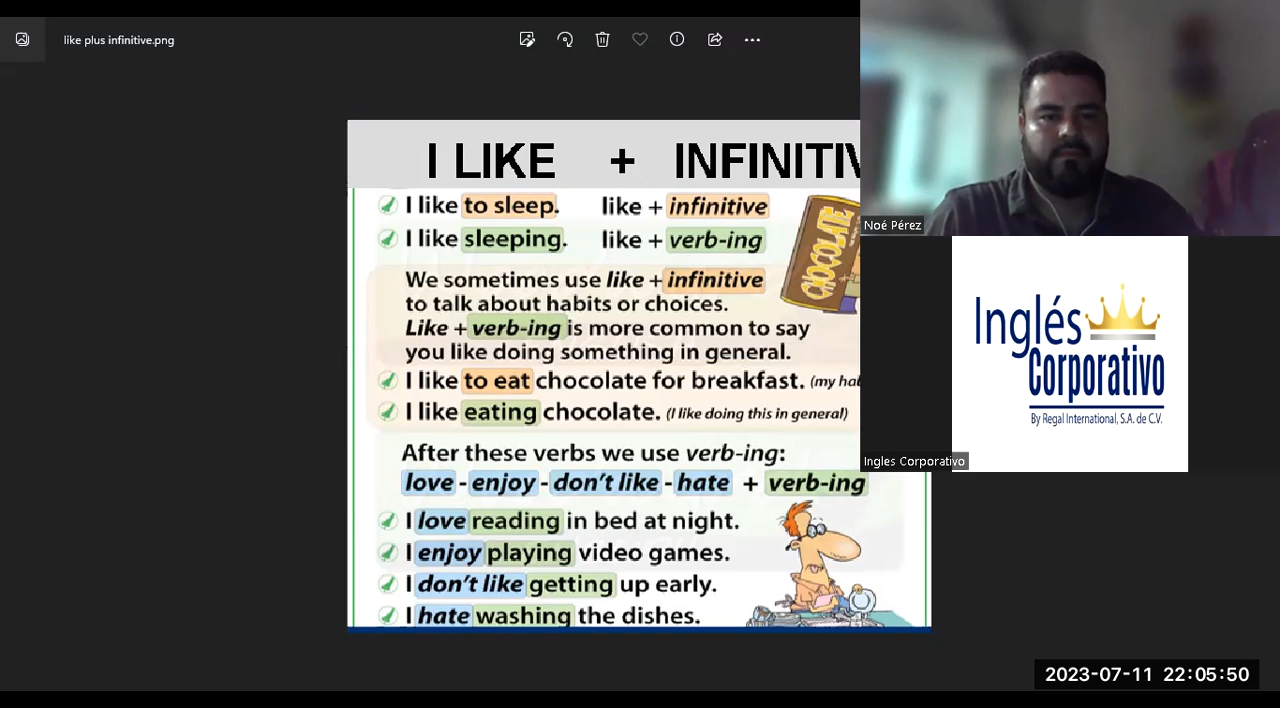 like plus infinitive.png
I LIKE + INFINITIV
I like to sleep. like + infinitive
I like sleeping. like + verb-ing
CHOCOLATE
We sometimes use like + infinitive
to talk about habits or choices.
Like + verb-ing is more common to say
you like doing something in general.
I like to eat chocolate for breakfast. (my hab
I like eating chocolate. (I like doing this in general)
After these verbs we use verb-ing:
love - enjoy - don't like - hate + verb-ing
I love reading in bed at night.
I enjoy playing video games.
I don't like getting up early.
I hate washing the dishes.
Noé Pérez
Inglés
Corporativo
By Regal International, S.A. de C.V.
Ingles Corporativo
2023-07-11 22:05:50